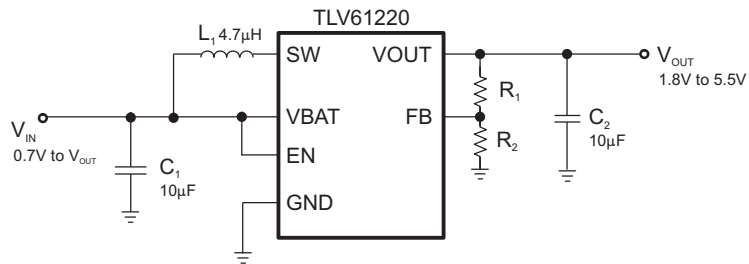 TLV61220
L1 4.7µH
SW
VOUT
VOUT
1.8V to 5.5V
R1
VBAT
FB
C2
10µF
VIN
0.7V to VOUT
R2
EN
C1
10µF
GND